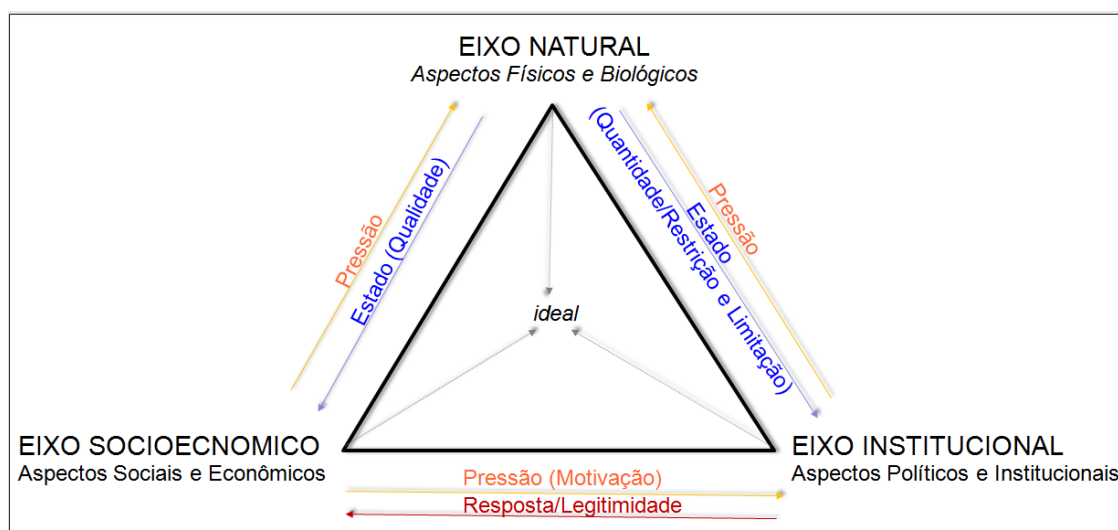 EIXO NATURAL
Aspectos Físicos e Biológicos
Pressão
Estado (Qualidade)
(Quantidade/Restrição e Limitação)
Estado
Pressão
ideal
EIXO SOCIOECNOMICO
Aspectos Sociais e Econômicos
EIXO INSTITUCIONAL
Aspectos Políticos e Institucionais
Pressão (Motivação)
Resposta/Legitimidade